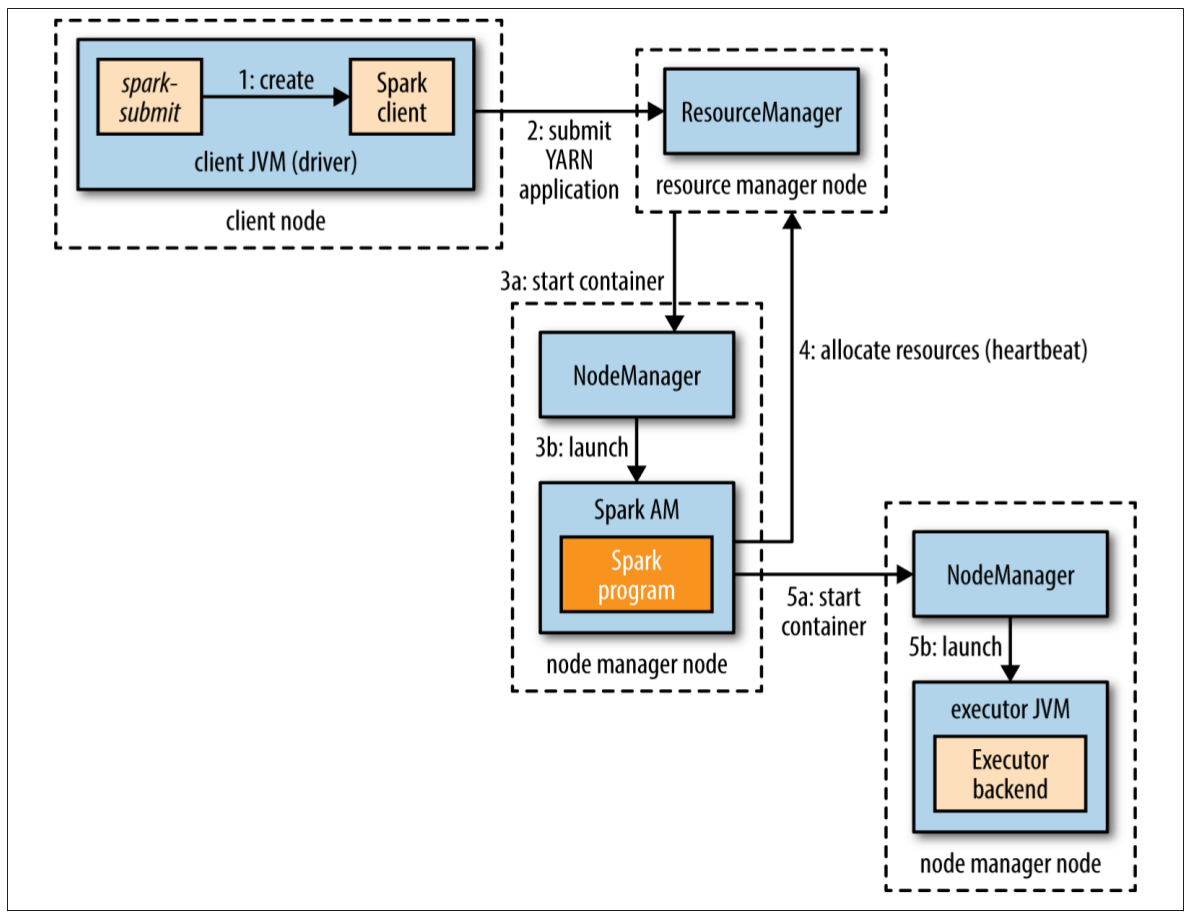 spark-
submit
1: create
Spark
client
client JVM (driver)
client node
2: submit
YARN
application
ResourceManager
resource manager node
3a: start container
NodeManager
3b: launch
Spark AM
Spark
program
node manager node
4: allocate resources (heartbeat)
5a: start
container
NodeManager
5b: launch
executor JVM
Executor
backend
node manager node